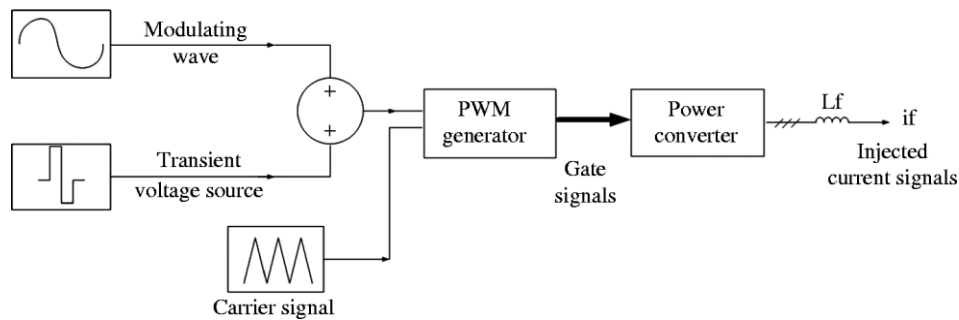 Modulating
wave
+
+
Transient
voltage source
Carrier signal
PWM
generator
Gate
signals
Power
converter
Lf
if
Injected
current signals